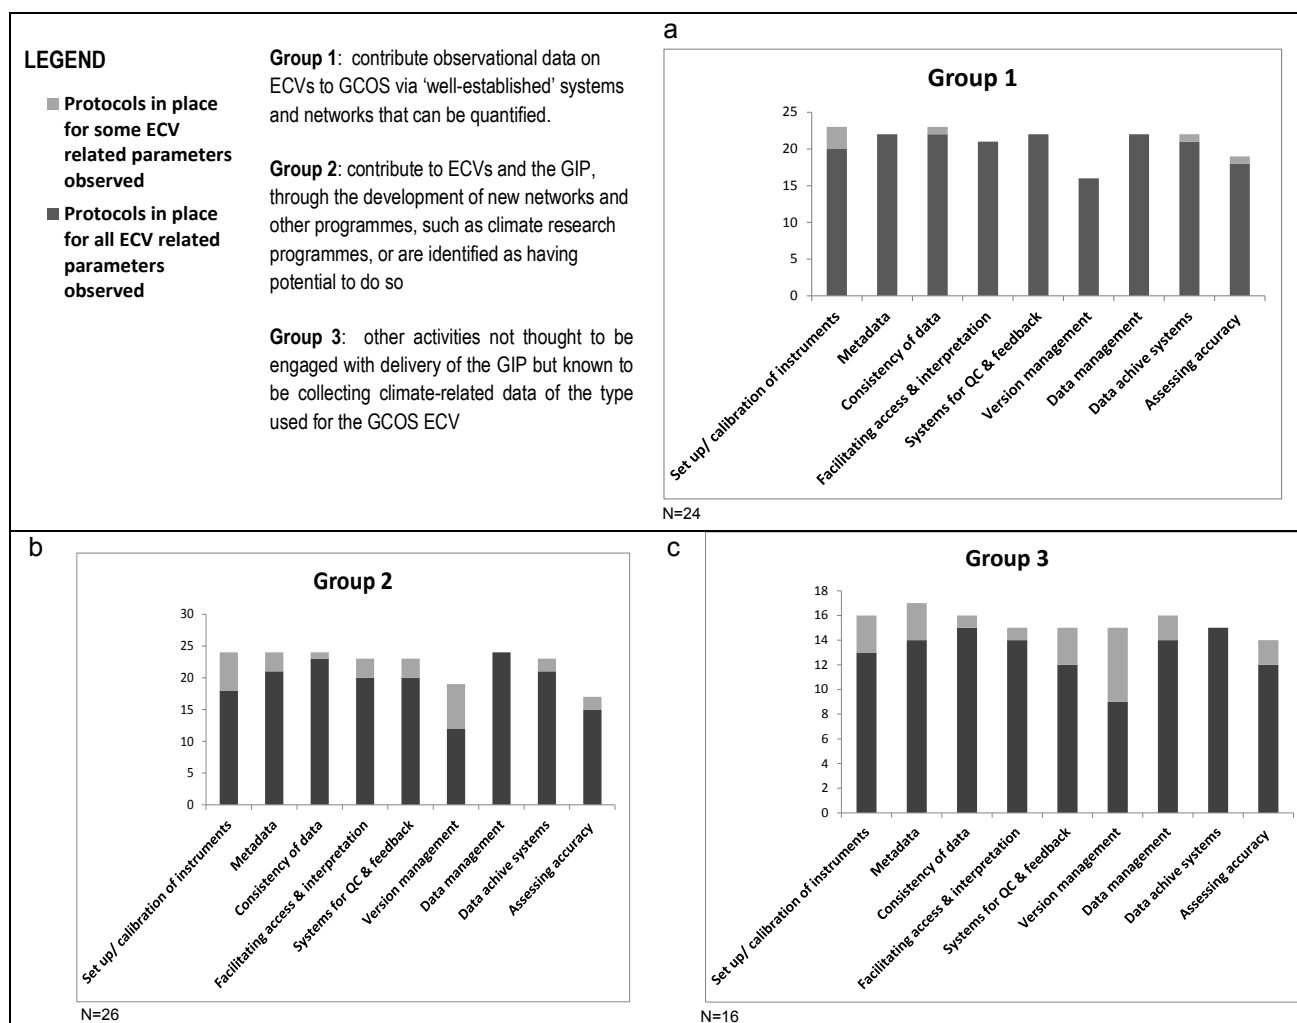 LEGEND
Protocols in place
for some ECV
related parameters
observed
Protocols in place
for all ECV related
parameters
observed
Group 1: contribute observational data on
ECVs to GCOS via ‘well-established’ systems
and networks that can be quantified.
Group 2: contribute to ECVs and the GIP,
through the development of new networks and
other programmes, such as climate research
programmes, or are identified as having
potential to do so
Group 3: other activities not thought to be
engaged with delivery of the GIP but known to
be collecting climate-related data of the type
used for the GCOS ECV
a
Group 1
25
20
15
10
5
0
Set up/ calibration of instruments
Metadata
Consistency of data
Facilitating access & interpretation
Systems for QC & feedback
Version management
Data management
Data achive systems
Assessing accuracy
N=24
b
Group 2
30
25
20
15
10
5
0
Set up/ calibration of instruments
Metadata
Consistency of data
Facilitating access & interpretation
Systems for QC & feedback
Version management
Data management
Data achive systems
Assessing accuracy
N=26
c
Group 3
18
16
14
12
10
8
6
4
2
0
Set up/ calibration of instruments
Metadata
Consistency of data
Facilitating access & interpretation
Systems for QC & feedback
Version management
Data management
Data achive systems
Assessing accuracy
N=16